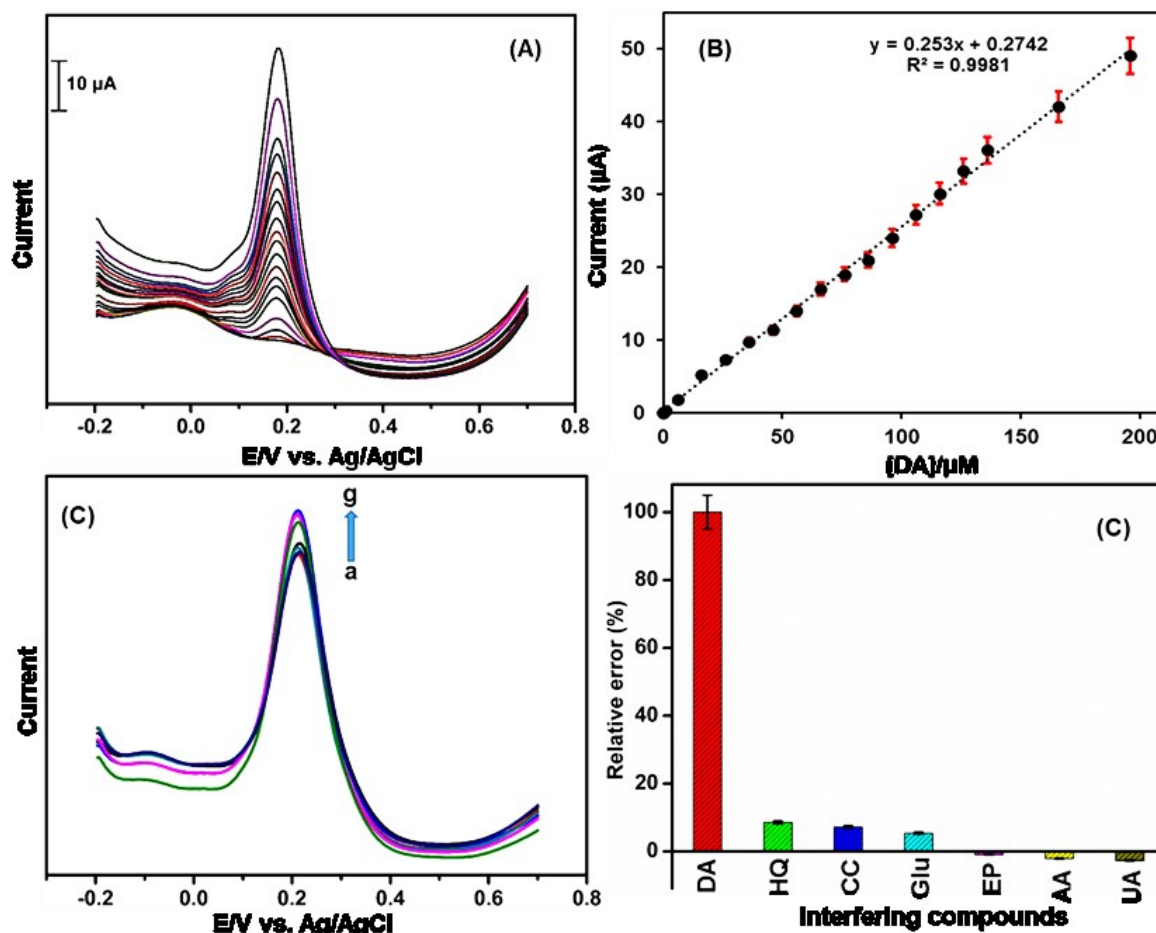 (A)
10 µA
Current
-0.2 0.0 0.2 0.4 0.6 0.8
E/V vs. Ag/AgCl
(B)
y = 0.253x + 0.2742
R² = 0.9981
50
40
30
20
10
0
Current (µA)
0 50 100 150 200
[DA]/µM
(C)
g
a
Current
-0.2 0.0 0.2 0.4 0.6 0.8
E/V vs. Ag/AgCl
(C)
100
80
60
40
20
0
Relative error (%)
DA HQ CC Glu EP AA UA
Interfering compounds